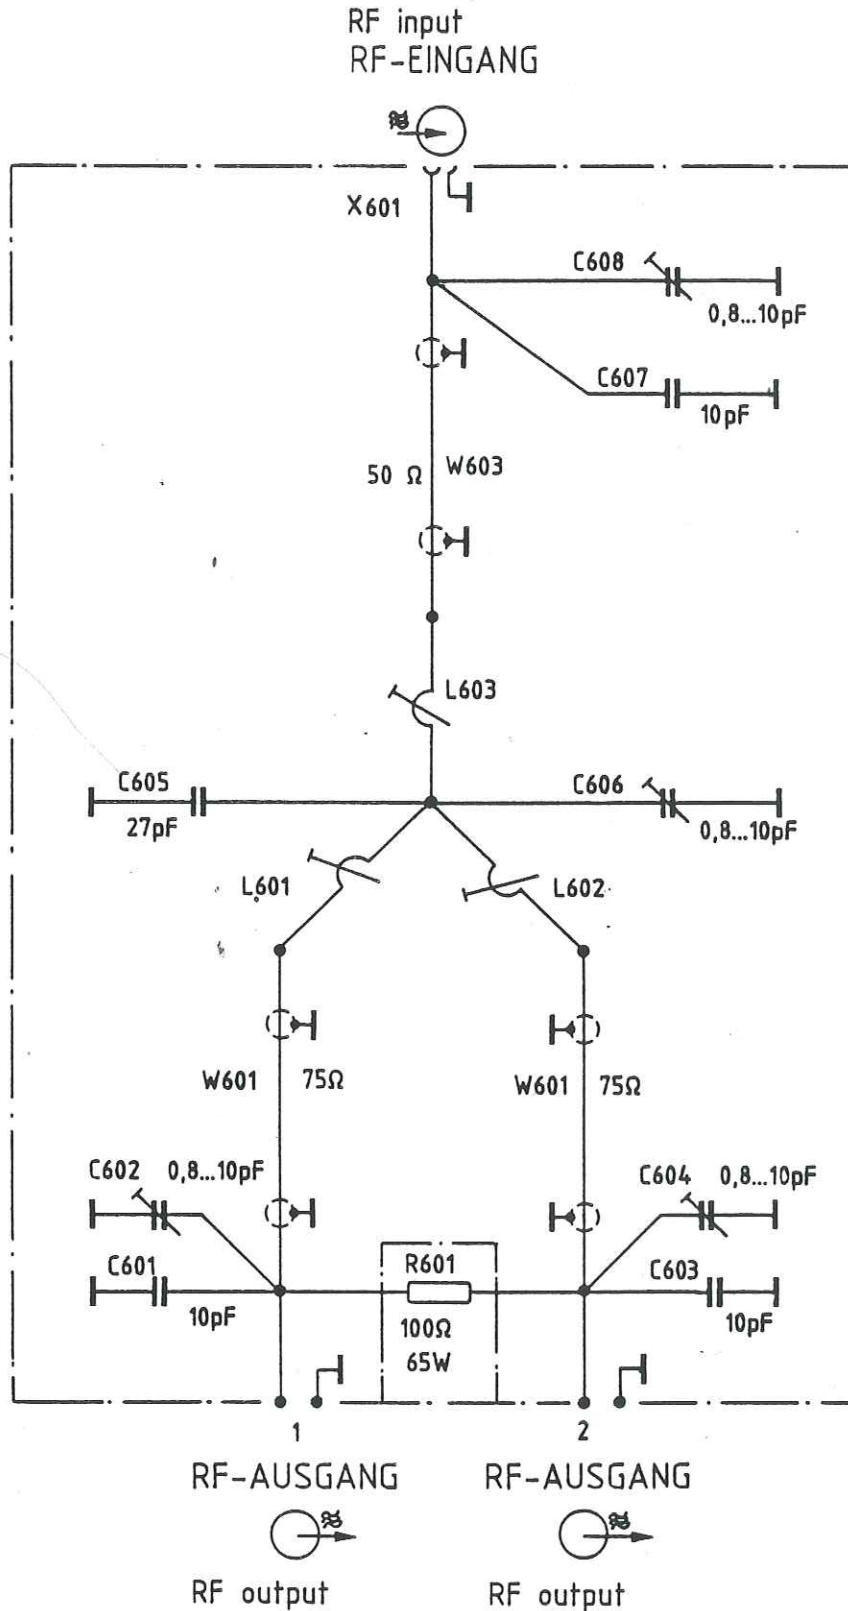 RF input
RF-EINGANG
X601
C608
0,8...10pF
C607
10pF
50 Ω
W603
L603
C605
27pF
C606
0,8...10pF
L601
L602
W601
75Ω
W601
75Ω
C602
0,8...10pF
C604
0,8...10pF
C601
10pF
R601
100Ω
65W
C603
10pF
1
2
RF-AUSGANG
RF-AUSGANG
RF output
RF output